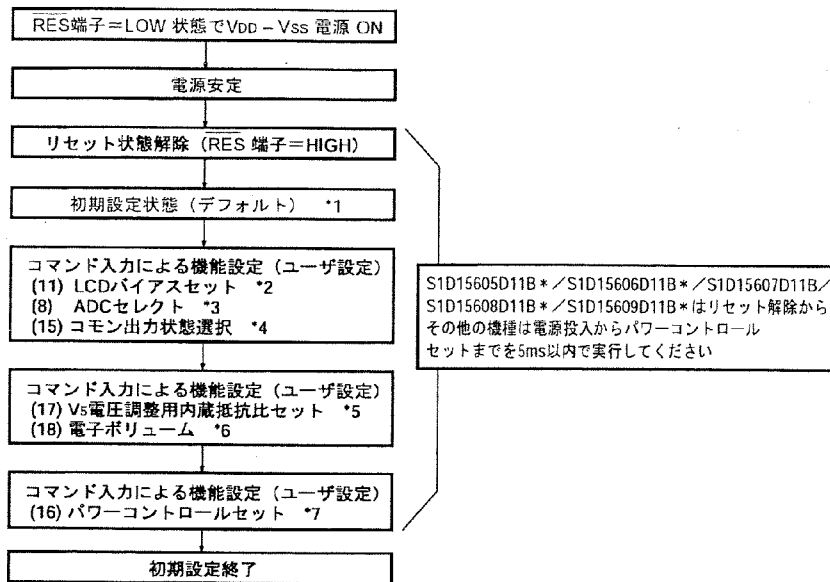 RES端子＝LOW 状態でVDD－VSS 電源 ON
電源安定
リセット状態解除（RES 端子＝HIGH）
初期設定状態（デフォルト） *1
コマンド入力による機能設定（ユーザ設定）
(11) LCDバイアスセット *2
(8) ADCセレクト *3
(15) コモン出力状態選択 *4
コマンド入力による機能設定（ユーザ設定）
(17) V5電圧調整用内蔵抵抗比セット *5
(18) 電子ボリューム *6
コマンド入力による機能設定（ユーザ設定）
(16) パワーコントロールセット *7
初期設定終了
S1D15605D11B＊／S1D15606D11B＊／S1D15607D11B／
S1D15608D11B＊／S1D15609D11B＊はリセット解除から
その他の機種は電源投入からパワーコントロール
セットまでを5ms以内で実行してください